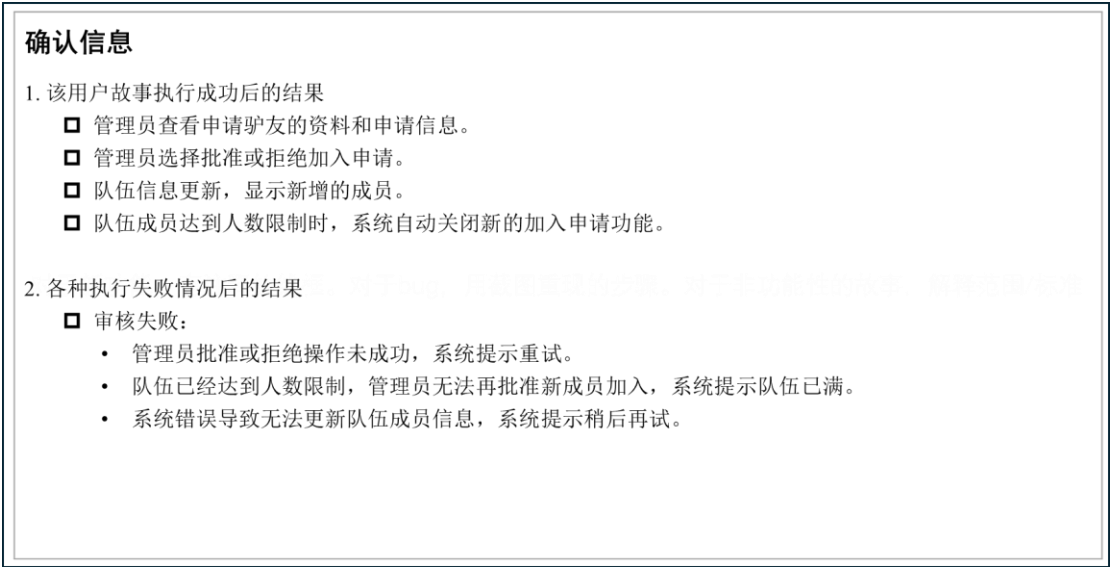 确认信息
1. 该用户故事执行成功后的结果
管理员查看申请驴友的资料和申请信息。
管理员选择批准或拒绝加入申请。
队伍信息更新，显示新增的成员。
队伍成员达到人数限制时，系统自动关闭新的加入申请功能。
2. 各种执行失败情况后的结果
审核失败：
• 管理员批准或拒绝操作未成功，系统提示重试。
• 队伍已经达到人数限制，管理员无法再批准新成员加入，系统提示队伍已满。
• 系统错误导致无法更新队伍成员信息，系统提示稍后再试。